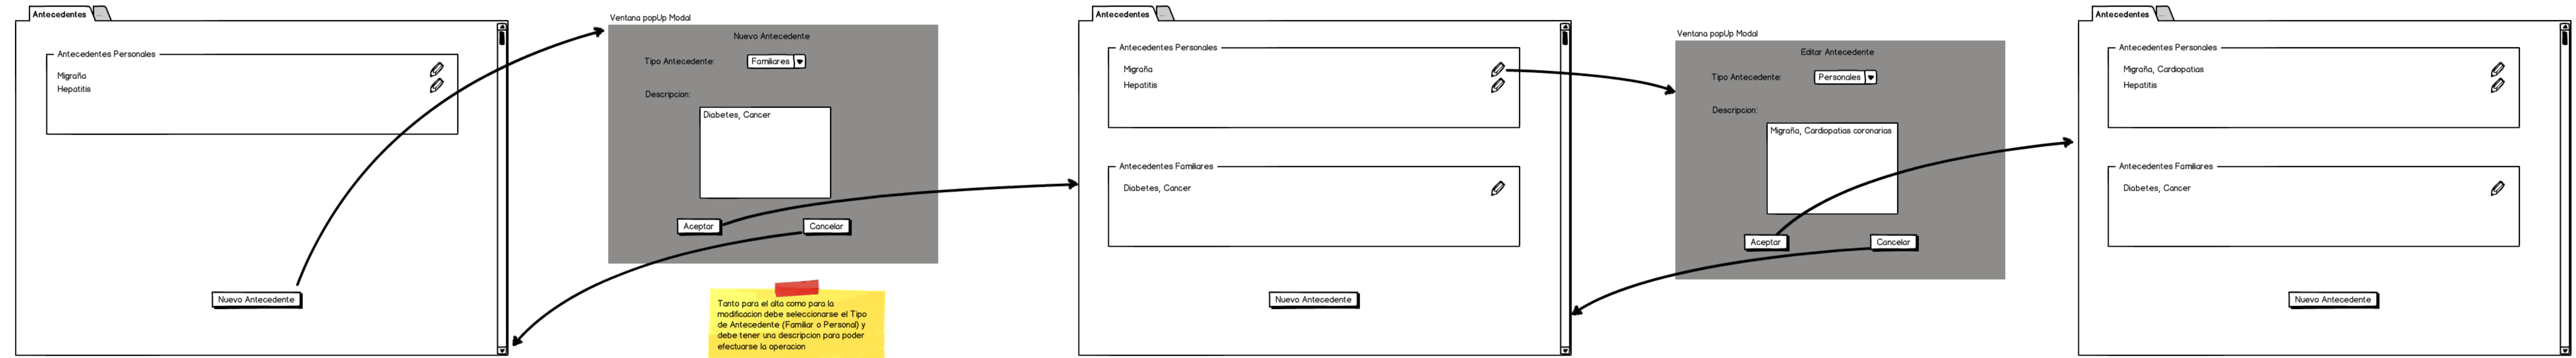 Antecedentes
Antecedentes Personales
Migraña
Hepatitis
Nuevo Antecedente
Ventana popUp Modal
Nuevo Antecedente
Tipo Antecedente:
Familiares
Descripcion:
Diabetes, Cancer
Aceptar
Cancelar
Tanto para el alta como para la
modificacion debe seleccionarse el Tipo
de Antecedente (Familiar o Personal) y
debe tener una descripcion para poder
efectuarse la operacion
Antecedentes
Antecedentes Personales
Migraña
Hepatitis
Antecedentes Familiares
Diabetes, Cancer
Nuevo Antecedente
Ventana popUp Modal
Editar Antecedente
Tipo Antecedente:
Personales
Descripcion:
Migraña, Cardiopatias coronarias
Aceptar
Cancelar
Antecedentes
Antecedentes Personales
Migraña, Cardiopatias
Hepatitis
Antecedentes Familiares
Diabetes, Cancer
Nuevo Antecedente